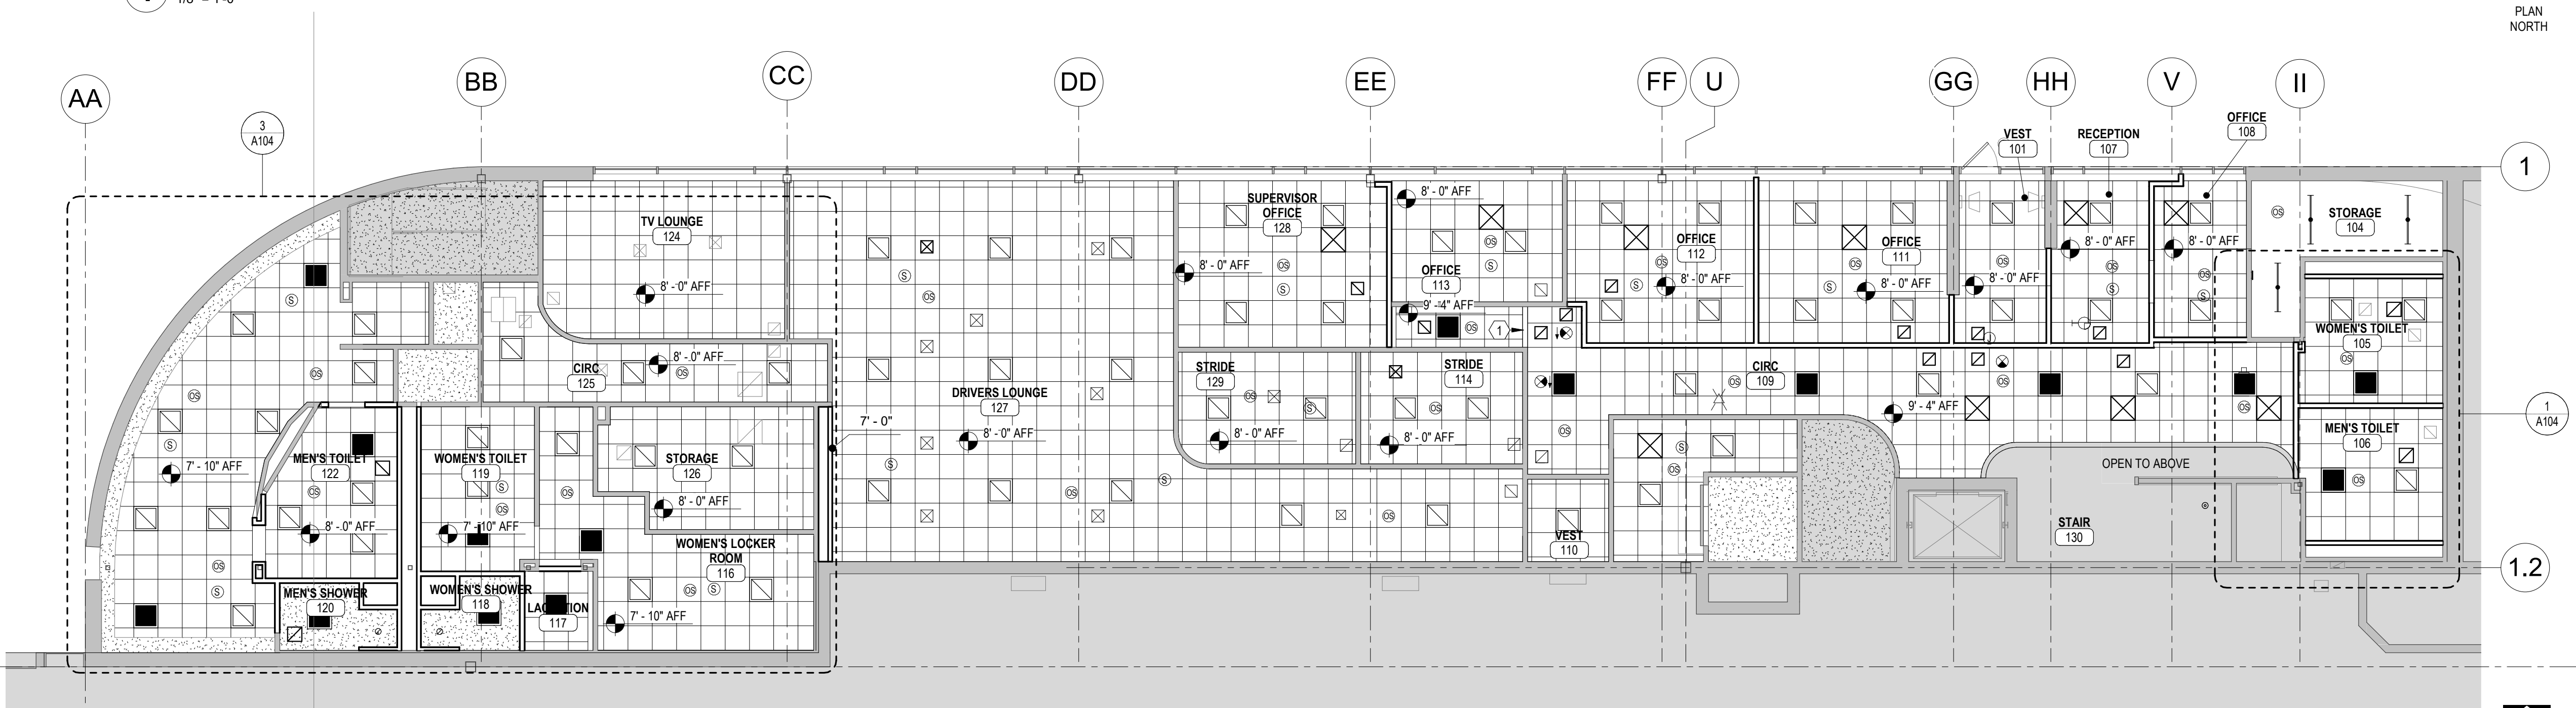 1/8" = 1'-0"
PLAN
NORTH
AA
BB
CC
DD
EE
FF
U
GG
HH
V
II
3
A104
VEST
101
RECEPTION
107
OFFICE
108
1
TV LOUNGE
124
8' - 0" AFF
SUPERVISOR
OFFICE
128
8' - 0" AFF
8' - 0" AFF
OFFICE
113
9' - 4" AFF
1
OFFICE
112
8' - 0" AFF
OFFICE
111
8' - 0" AFF
8' - 0" AFF
8' - 0" AFF
8' - 0" AFF
STORAGE
104
WOMEN'S TOILET
105
CIRC
125
8' - 0" AFF
DRIVERS LOUNGE
127
8' - 0" AFF
STRIDE
129
8' - 0" AFF
STRIDE
114
8' - 0" AFF
CIRC
109
9' - 4" AFF
1
A104
MEN'S TOILET
106
7' - 0"
OPEN TO ABOVE
7' - 10" AFF
MEN'S TOILET
122
8' - 0" AFF
WOMEN'S TOILET
119
7' - 10" AFF
STORAGE
126
8' - 0" AFF
WOMEN'S LOCKER
ROOM
116
7' - 10" AFF
VEST
110
STAIR
130
1.2
MEN'S SHOWER
120
WOMEN'S SHOWER
118
117
OS
S